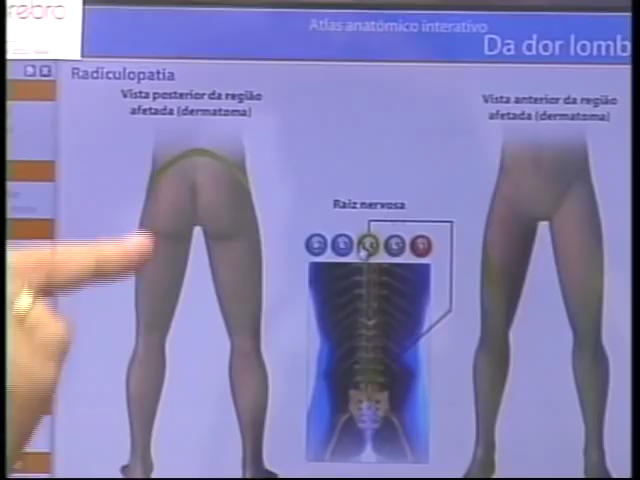 rebro
Atlas anatômico interativo
Da dor lomb
Radiculopatia
Vista posterior da região
afetada (dermatoma)
Vista anterior da região
afetada (dermatoma)
Raiz nervosa